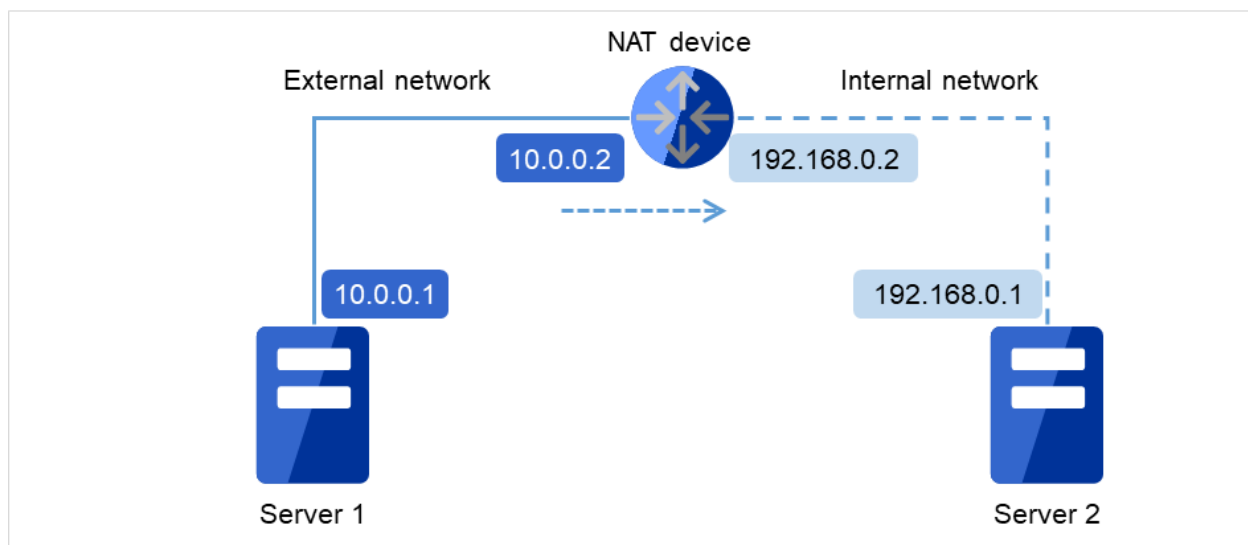 NAT device
External network
Internal network
10.0.0.2
192.168.0.2
10.0.0.1
192.168.0.1
Server 1
Server 2